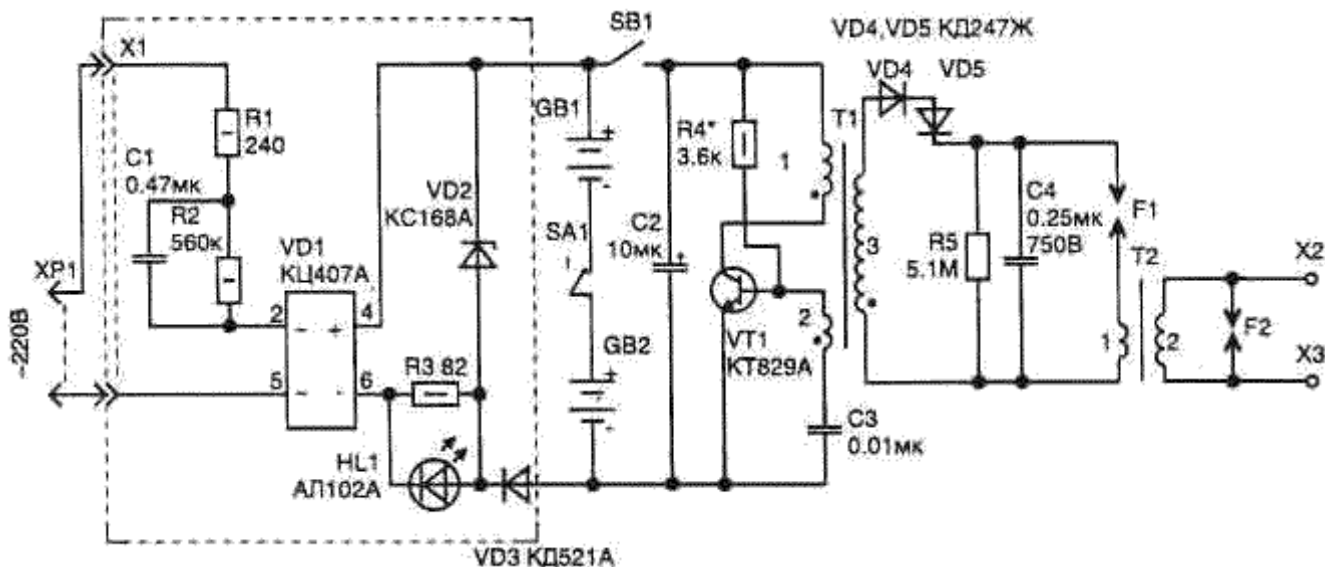 X1
SB1
VD4,VD5 КД247Ж
VD4
VD5
R1
240
GB1
+
-
R4*
3.6к
T1
1
C1
0.47мк
R2
560к
VD2
КС168А
C4
0.25мк
750В
F1
SA1
C2
10мк
+
3
R5
5.1М
T2
X2
XP1
VD1
КЦ407А
2
4
~
+
~220В
VT1
КТ829А
2
1
2
F2
X3
GB2
+
-
5
6
~
-
R3 82
C3
0.01мк
HL1
АЛ102А
VD3 КД521А